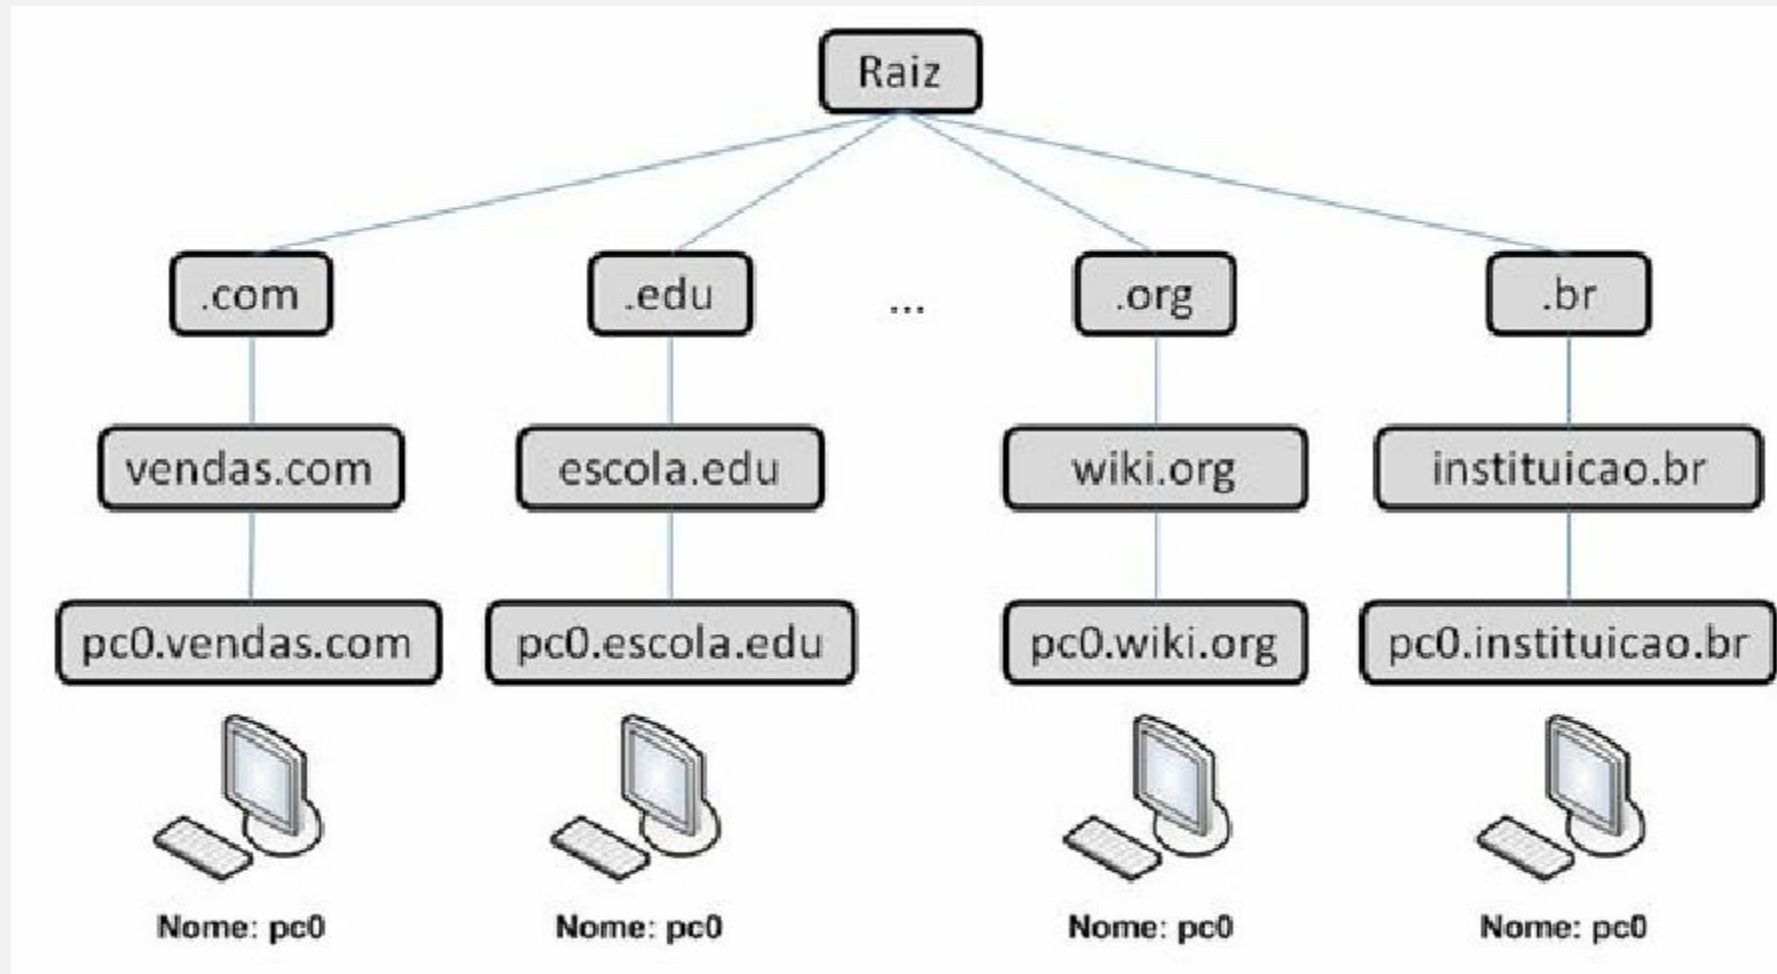 Raiz
.com
.edu
...
.org
.br
vendas.com
escola.edu
wiki.org
instituicao.br
pc0.vendas.com
pc0.escola.edu
pc0.wiki.org
pc0.instituicao.br
Nome: pc0
Nome: pc0
Nome: pc0
Nome: pc0